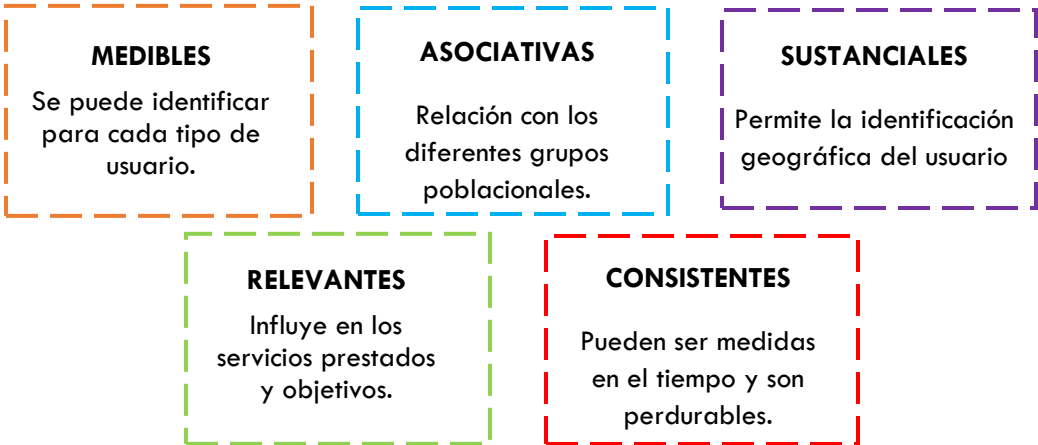 MEDIBLES
Se puede identificar
para cada tipo de
usuario.
ASOCIATIVAS
Relación con los
diferentes grupos
poblacionales.
SUSTANCIALES
Permite la identificación
geográfica del usuario
RELEVANTES
Influye en los
servicios prestados
y objetivos.
CONSISTENTES
Pueden ser medidas
en el tiempo y son
perdurables.